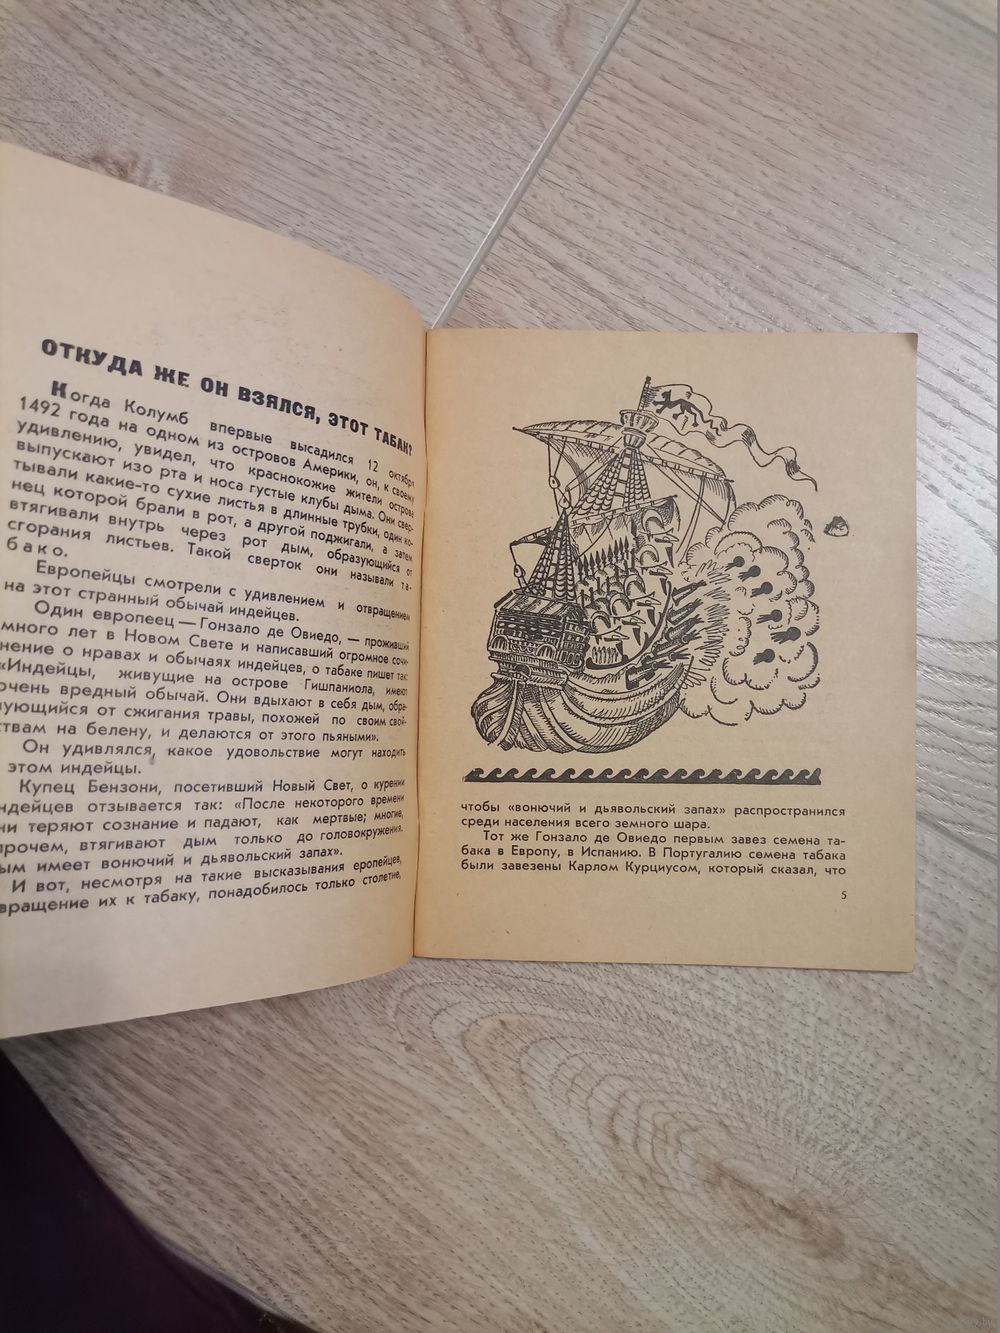 ОТКУДА ЖЕ ОН ВЗЯЛСЯ, ЭТОТ ТАБАК?
Когда Колумб впервые высадился 12 октября
1492 года на одном из островов Америки, он, к своему
удивлению, увидел, что краснокожие жители острова
выпускают изо рта и носа густые клубы дыма. Они свер-
тывали какие-то сухие листья в длинные трубки, один ко-
нец которой брали в рот, а другой поджигали, а затем
втягивали внутрь через рот дым, образующийся от
сгорания листьев. Такой сверток они называли та-
бако.
Европейцы смотрели с удивлением и отвращением
на этот странный обычай индейцев.
Один европеец — Гонзало де Овиедо, — проживший
много лет в Новом Свете и написавший огромное сочи-
нение о нравах и обычаях индейцев, о табаке пишет так:
«Индейцы, живущие на острове Гишпаниола, имеют
очень вредный обычай. Они вдыхают в себя дым, обра-
зующийся от сжигания травы, похожей по своим свой-
ствам на белену, и делаются от этого пьяными».
Он удивлялся, какое удовольствие могут находить
этом индейцы.
Купец Бензони, посетивший Новый Свет, о курении
ндейцев отзывается так: «После некоторого времени
ни теряют сознание и падают, как мертвые; многие,
прочем, втягивают дым только до головокружения.
ым имеет вонючий и дьявольский запах».
И вот, несмотря на такие высказывания еропейцев,
вращение их к табаку, понадобилось только столетие,
чтобы «вонючий и дьявольский запах» распространился
среди населения всего земного шара.
Тот же Гонзало де Овиедо первым завез семена та-
бака в Европу, в Испанию. В Португалию семена табака
были завезены Карлом Курциусом, который сказал, что
5